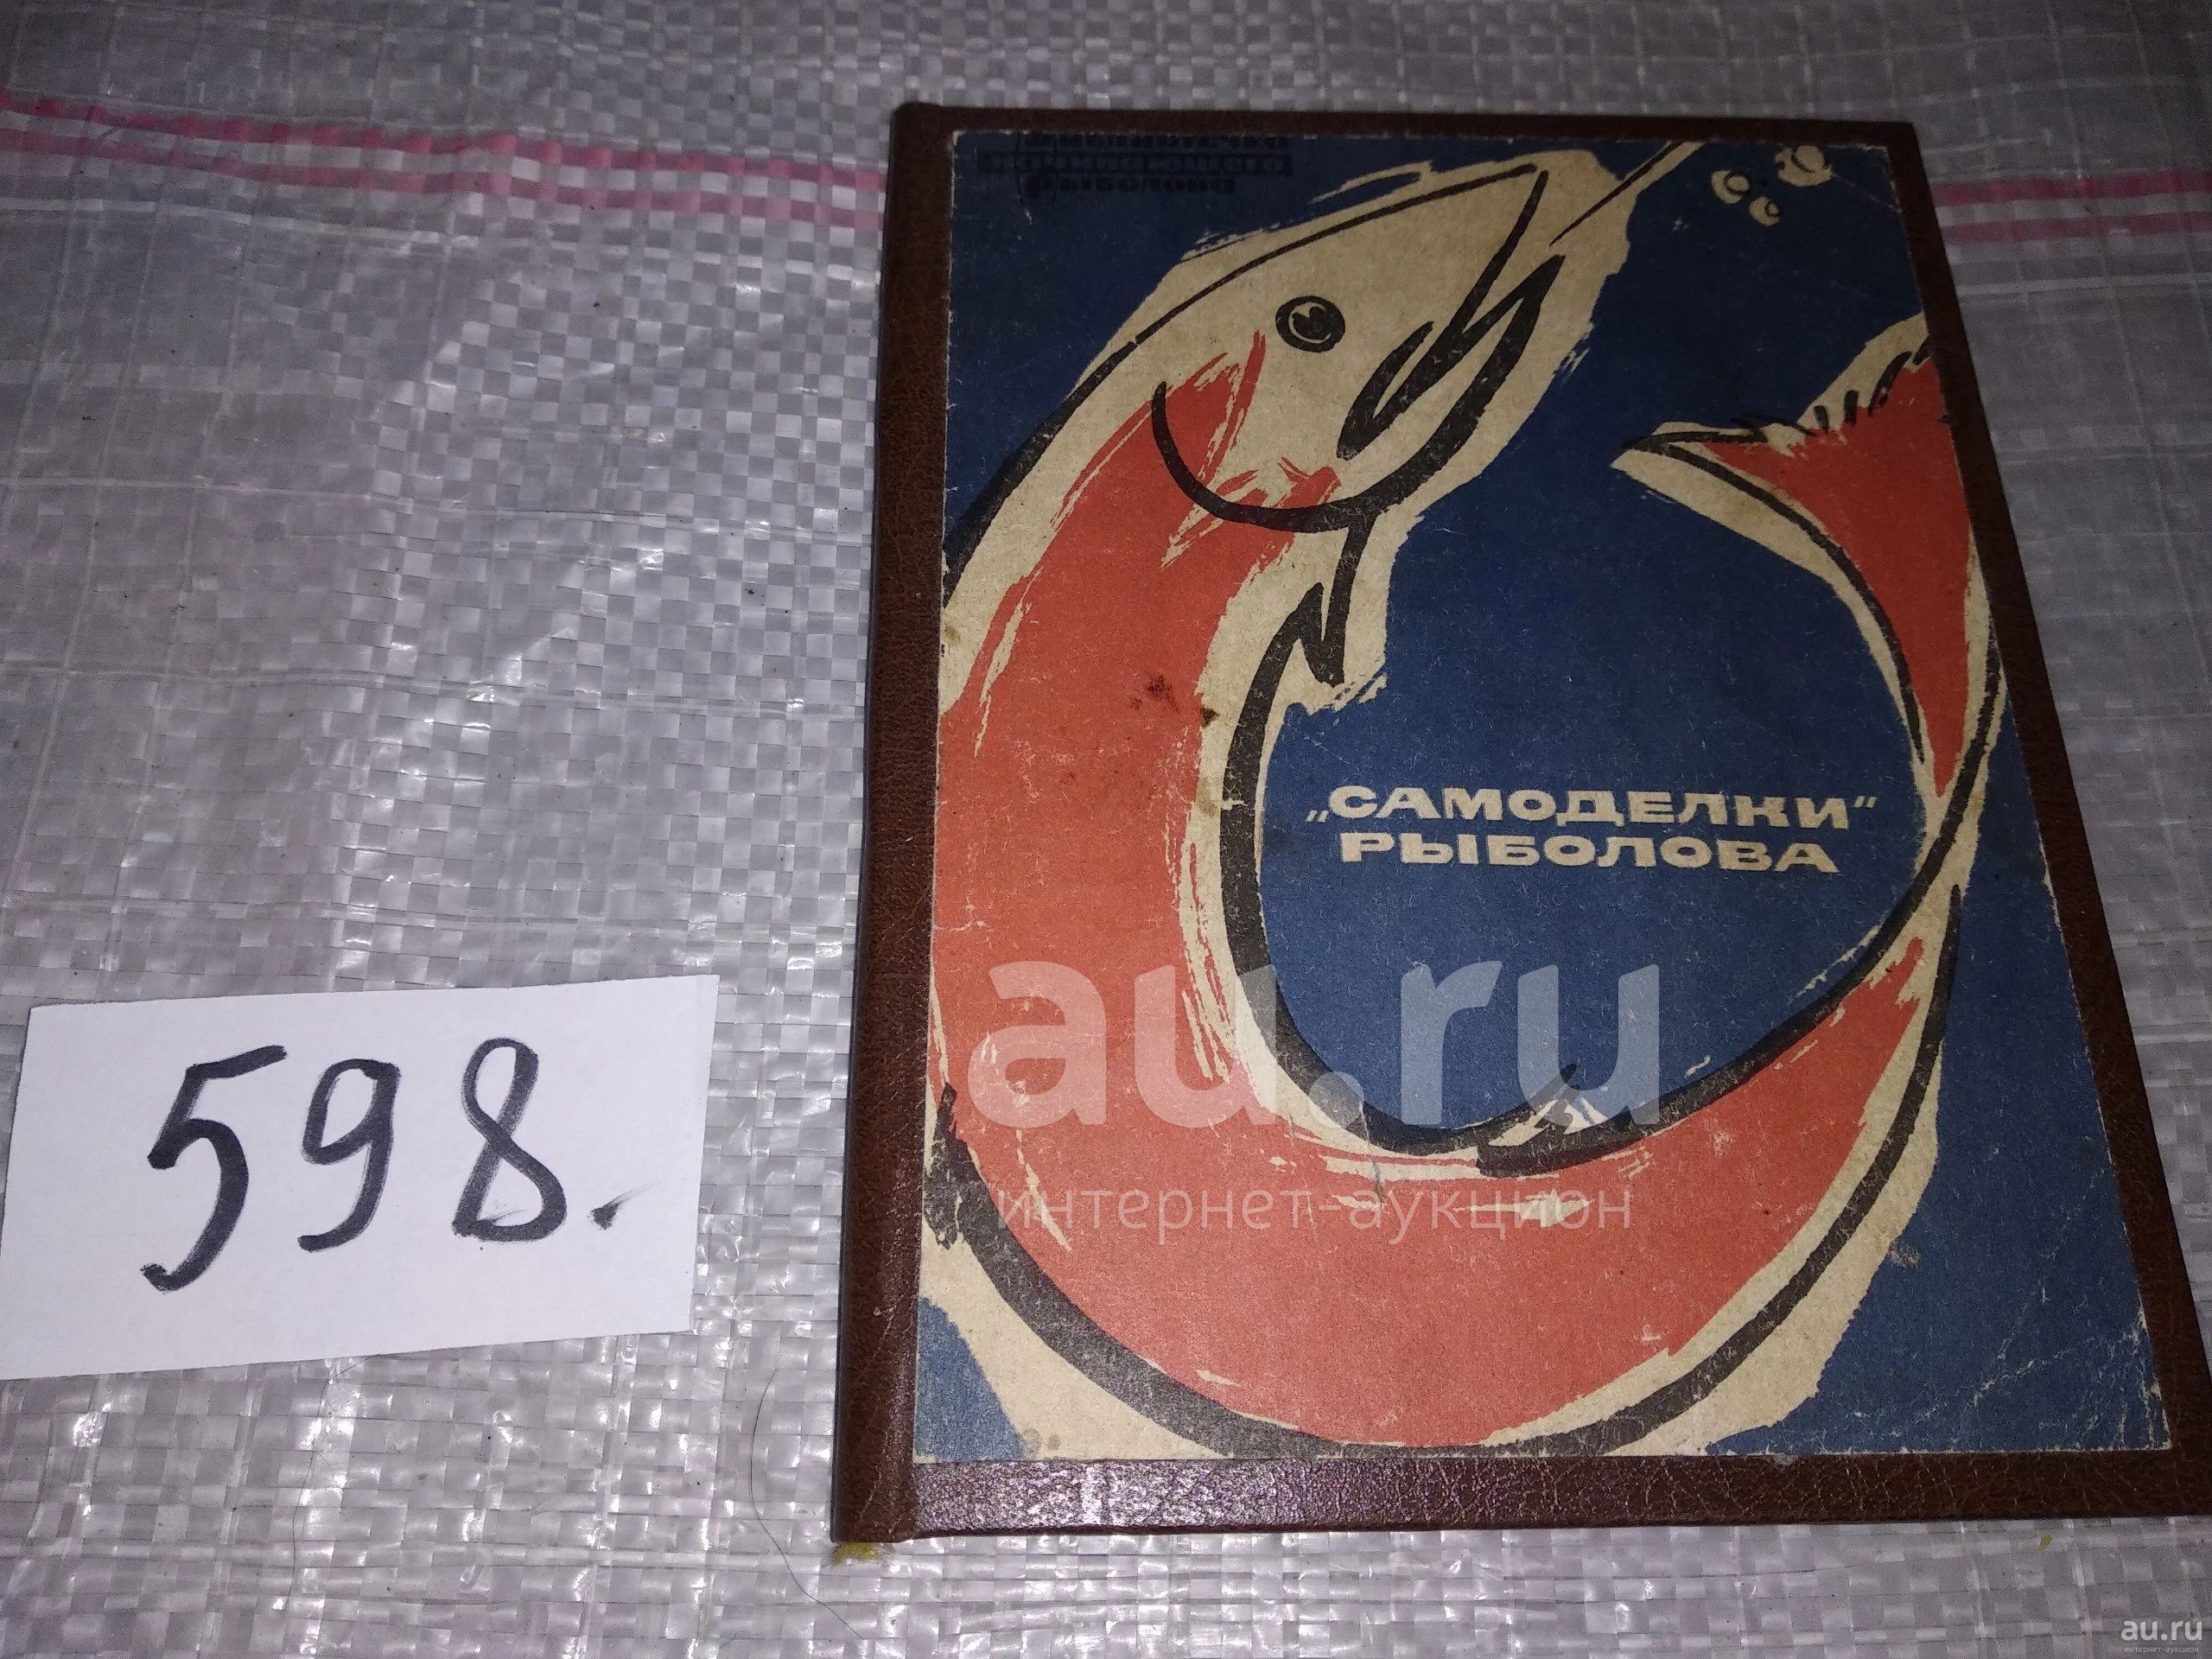 „САМОДЕЛКИ“
РЫБОЛОВА
au.ru
интернет-аукцион
598.
au.ru
интернет-аукцион